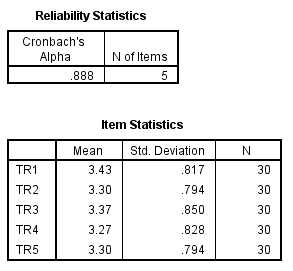 Reliability Statistics
Cronbach's
Alpha N of Items
.888 5
Item Statistics
Mean Std. Deviation N
TR1 3.43 .817 30
TR2 3.30 .794 30
TR3 3.37 .850 30
TR4 3.27 .828 30
TR5 3.30 .794 30